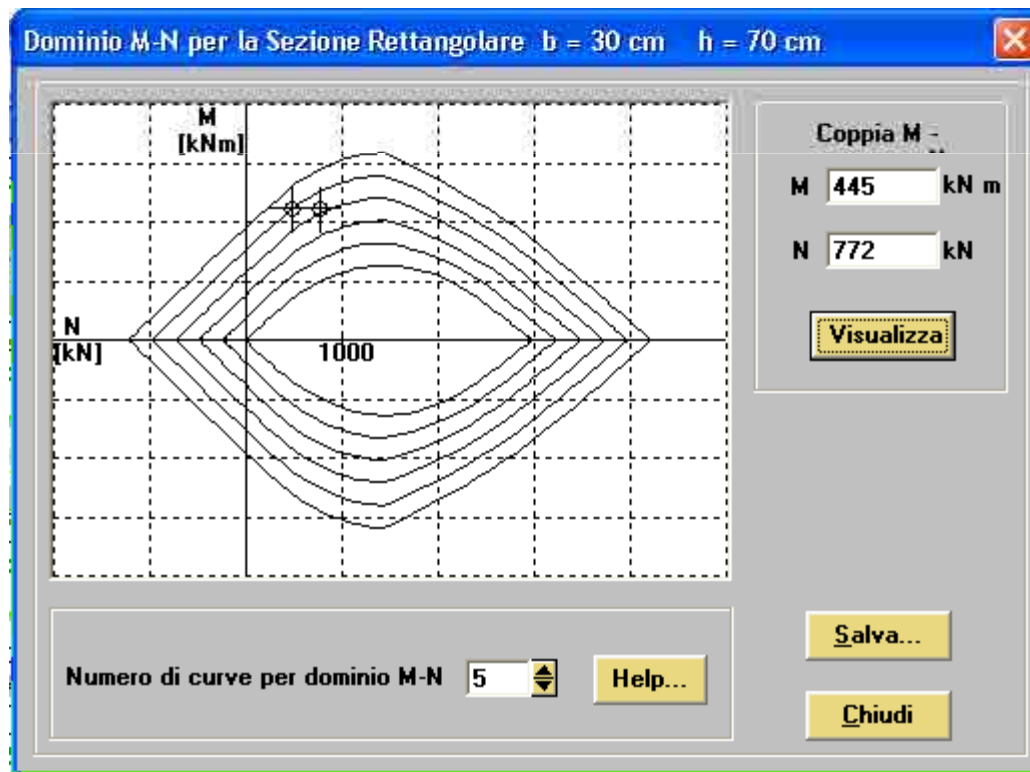 Dominio M-N per la Sezione Rettangolare b = 30 cm h = 70 cm
M
[kNm]
N
[kN]
1000
Coppia M -
M 445 kN m
N 772 kN
Visualizza
Numero di curve per dominio M-N 5 Help...
Salva...
Chiudi